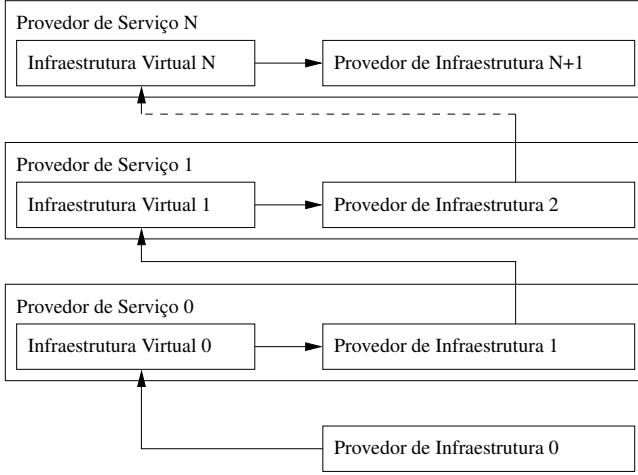 Provedor de Serviço N
Infraestrutura Virtual N
Provedor de Infraestrutura N+1
Provedor de Serviço 1
Infraestrutura Virtual 1
Provedor de Infraestrutura 2
Provedor de Serviço 0
Infraestrutura Virtual 0
Provedor de Infraestrutura 1
Provedor de Infraestrutura 0